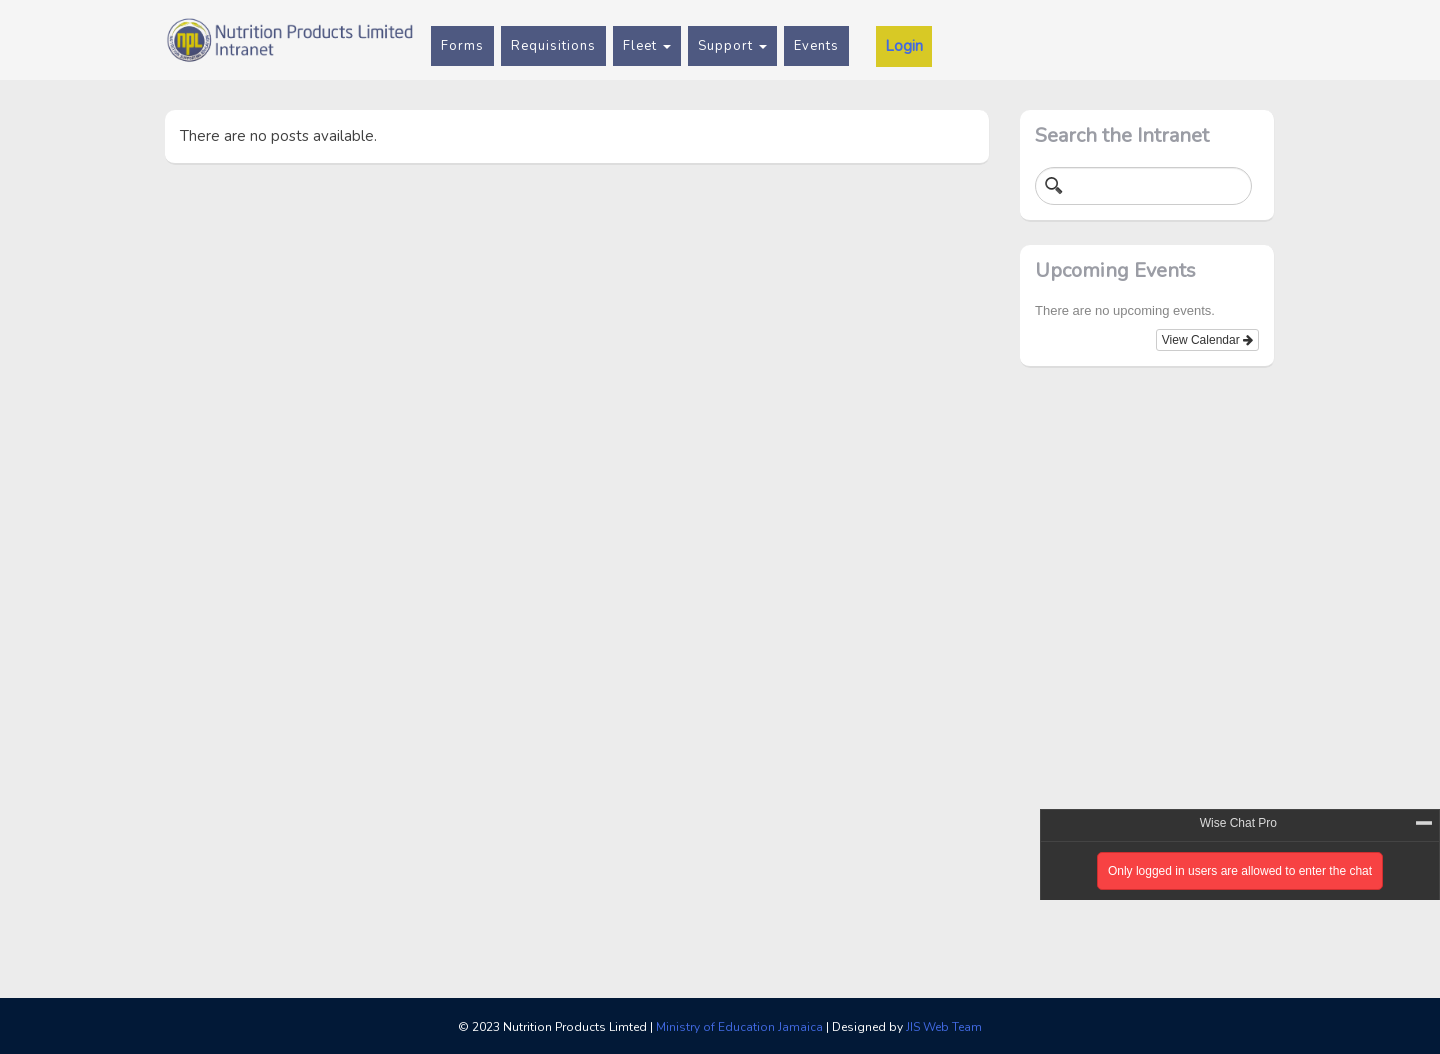 npl Nutrition Products Limited
Intranet
Forms Requisitions Fleet Support Events Login
There are no posts available.
Search the Intranet
Upcoming Events
There are no upcoming events.
View Calendar
Wise Chat Pro
Only logged in users are allowed to enter the chat
© 2023 Nutrition Products Limted | Ministry of Education Jamaica | Designed by JIS Web Team